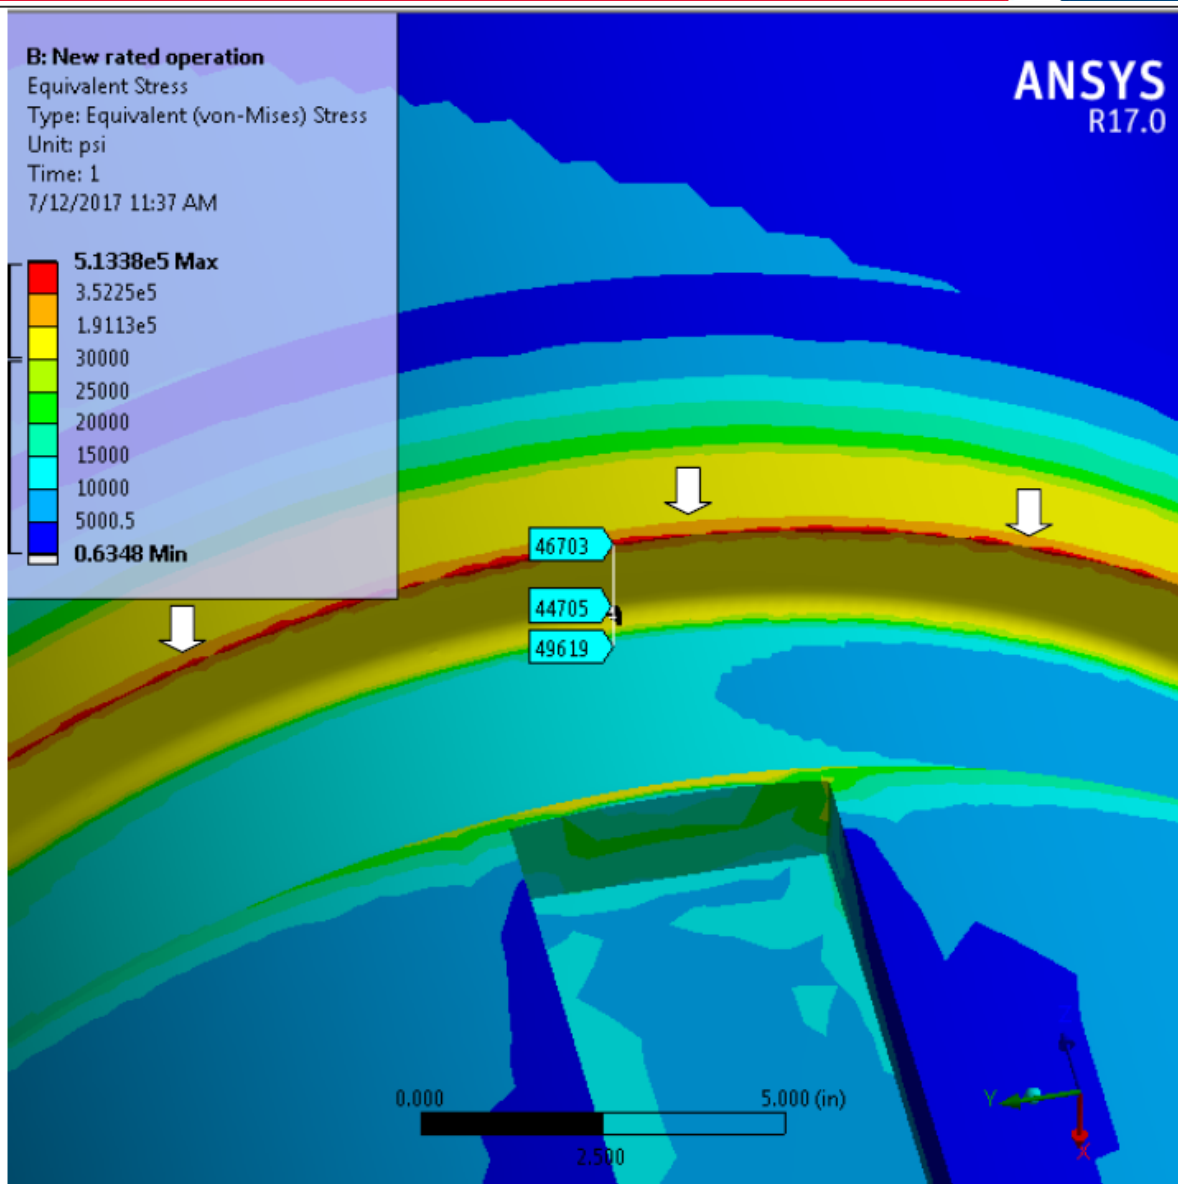 B: New rated operation
Equivalent Stress
Type: Equivalent (von-Mises) Stress
Unit: psi
Time: 1
7/12/2017 11:37 AM
ANSYS
R17.0
5.1338e5 Max
3.5225e5
1.9113e5
30000
25000
20000
15000
10000
5000.5
0.6348 Min
46703
44705
49619
0.000
5.000 (in)
2.500
Y
X